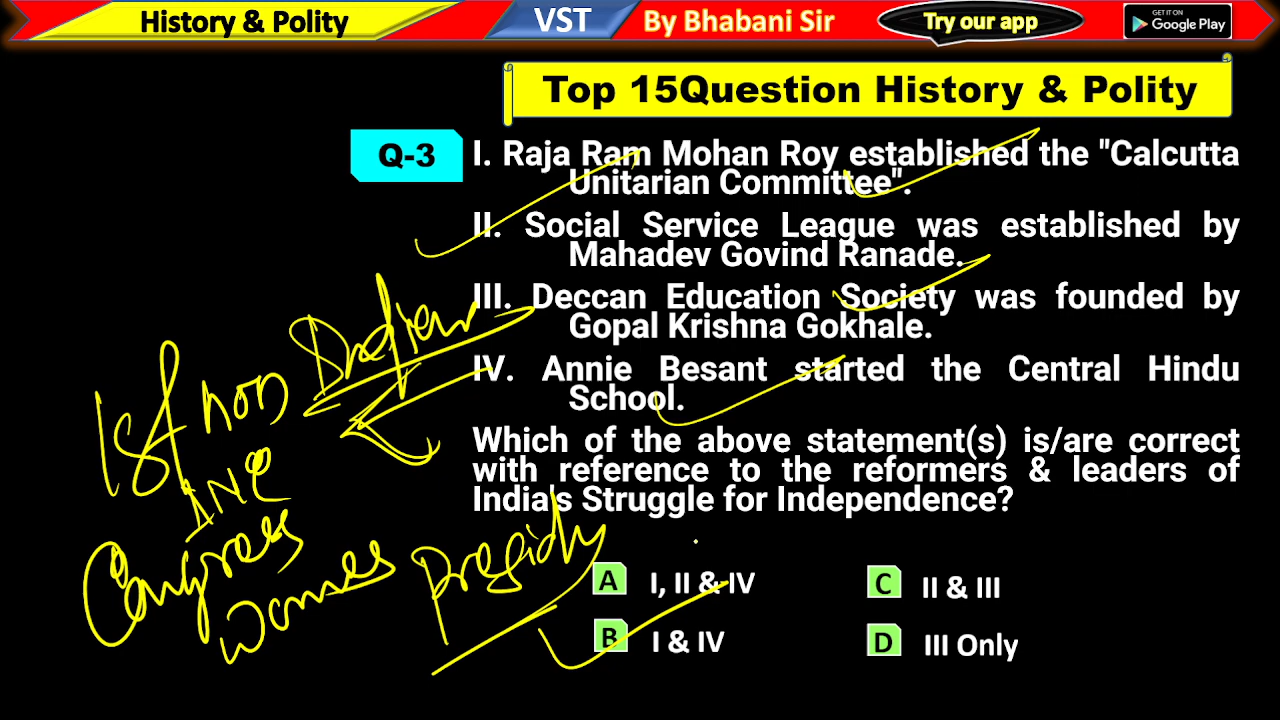 History & Polity
VST
By Bhabani Sir
Try our app
GET IT ON
Google Play
Top 15Question History & Polity
Q-3
I. Raja Ram Mohan Roy established the "Calcutta
Unitarian Committee".
II. Social Service League was established by
Mahadev Govind Ranade.
III. Deccan Education Society was founded by
Gopal Krishna Gokhale.
IV. Annie Besant started the Central Hindu
School.
Which of the above statement(s) is/are correct
with reference to the reformers & leaders of
India's Struggle for Independence?
A I, II & IV
C II & III
B I & IV
D III Only
1st non Indian
INC
Congress